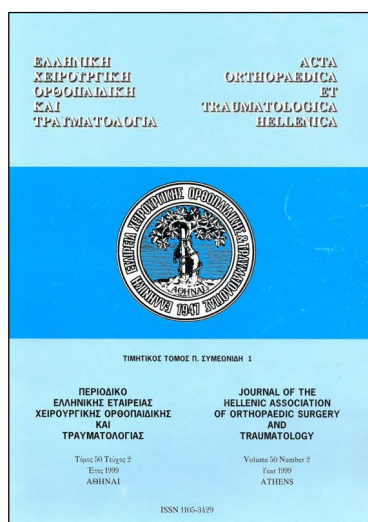 ΕΛΛΗΝΙΚΗ
ΧΕΙΡΟΥΡΓΙΚΗ
ΟΡΘΟΠΑΙΔΙΚΗ
ΚΑΙ
ΤΡΑΥΜΑΤΟΛΟΓΙΑ
ACTA
ORTHOPAEDICA
ET
TRAUMATOLOGICA
HELLENICA
ΕΛΛΗΝΙΚΗ ΕΤΑΙΡΕΙΑ ΧΕΙΡΟΥΡΓΙΚΗΣ ΟΡΘΟΠΑΙΔΙΚΗΣ & ΤΡΑΥΜΑΤΟΛΟΓΙΑΣ
ΑΘΗΝΑΙ
1947
ΤΙΜΗΤΙΚΟΣ ΤΟΜΟΣ Π. ΣΥΜΕΩΝΙΔΗ 1
ΠΕΡΙΟΔΙΚΟ
ΕΛΛΗΝΙΚΗΣ ΕΤΑΙΡΕΙΑΣ
ΧΕΙΡΟΥΡΓΙΚΗΣ ΟΡΘΟΠΑΙΔΙΚΗΣ
ΚΑΙ
ΤΡΑΥΜΑΤΟΛΟΓΙΑΣ
Τόμος 50 Τεύχος 2
Έτος 1999
ΑΘΗΝΑΙ
JOURNAL OF THE
HELLENIC ASSOCIATION
OF ORTHOPAEDIC SURGERY
AND
TRAUMATOLOGY
Volume 50 Number 2
Year 1999
ATHENS
ISSN 1105-3429